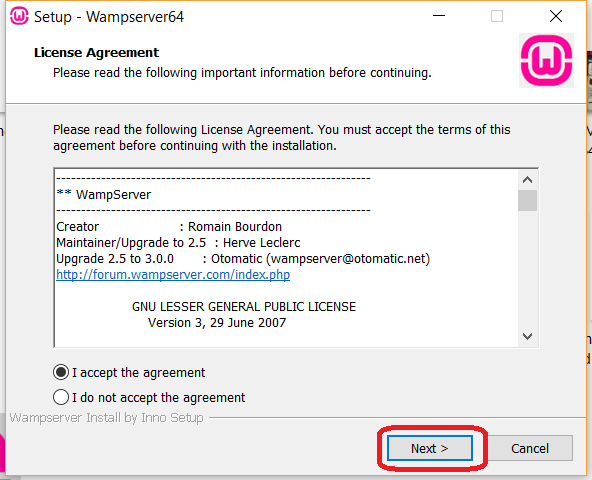 Setup - Wampserver64
License Agreement
Please read the following important information before continuing.
Please read the following License Agreement. You must accept the terms of this
agreement before continuing with the installation.
----------------------------------------------------------------
** WampServer
----------------------------------------------------------------
Creator : Romain Bourdon
Maintainer/Upgrade to 2.5 : Herve Leclerc
Upgrade 2.5 to 3.0.0 : Otomatic (wampserver@otomatic.net)
http://forum.wampserver.com/index.php
GNU LESSER GENERAL PUBLIC LICENSE
Version 3, 29 June 2007
I accept the agreement
I do not accept the agreement
Wampserver Install by Inno Setup
Next >
Cancel